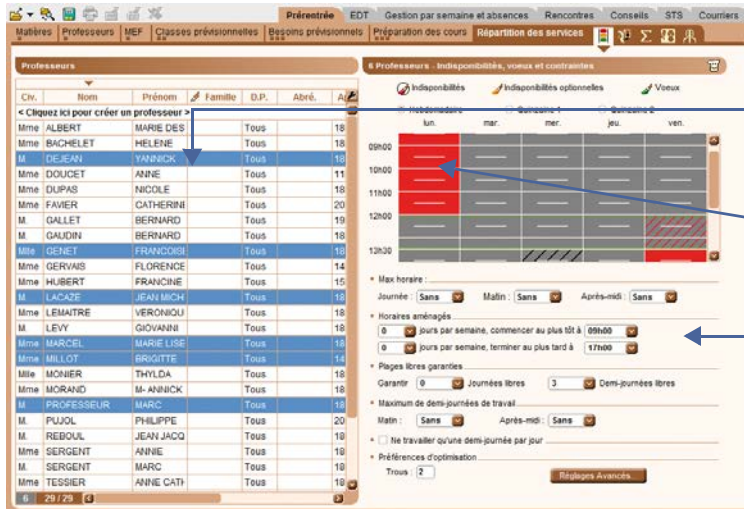 Prérentrée EDT Gestion par semaine et absences Rencontres Conseils STS Courriers
Matières Professeurs MEF Classes prévisionnelles Besoins prévisionnels Préparation des cours Répartition des services
Professeurs
Civ. Nom Prénom Famille D.P. Abré.
< Cliquez ici pour créer un professeur >
Mme ALBERT MARIE DES Tous 18
Mme BACHELET HELENE Tous 18
M. DEJEAN YANNICK Tous 18
Mme DOUCET ANNE Tous 11
Mme DUPAS NICOLE Tous 18
Mme FAVIER CATHERINE Tous 20
M. GALLET BERNARD Tous 19
M. GAUDIN BERNARD Tous 18
Mlle GENET FRANCOISE Tous 18
Mme GERVAIS FLORENCE Tous 14
Mme HUBERT FRANCINE Tous 15
M. LACAZE JEAN MICH Tous 18
Mme LEMAITRE VERONIQU Tous 18
M. LEVY GIOVANNI Tous 18
Mme MARCEL MARIE LISE Tous 18
Mme MILLOT BRIGITTE Tous 14
Mlle MONIER THYLDA Tous 18
Mme MORAND M- ANNICK Tous 18
M. PROFESSEUR MARC Tous 18
M. PUJOL PHILIPPE Tous 20
M. REBOUL JEAN JACQ Tous 18
Mme SERGENT ANNIE Tous 18
M. SERGENT MARC Tous 18
Mme TESSIER ANNE CATH Tous 18
6 29 / 29
6 Professeurs - Indisponibilités, voeux et contraintes
Indisponibilités Indisponibilités optionnelles Voeux
Hebdomadaire Quinzaine 1 Quinzaine 2
lun. mar. mer. jeu. ven.
09h00
10h00
11h00
12h00
Max horaire :
Journée : Sans Matin : Sans Après-midi : Sans
Horaires aménagés
0 jours par semaine, commencer au plus tôt à 09h00
0 jours par semaine, terminer au plus tard à 17h00
Plages libres garanties
Garantir 0 Journées libres 3 Demi-journées libres
Maximum de demi-journées de travail
Matin : Sans Après-midi : Sans
Ne travailler qu'une demi-journée par jour
Préférences d'optimisation
Trous : 2 Réglages Avancés...